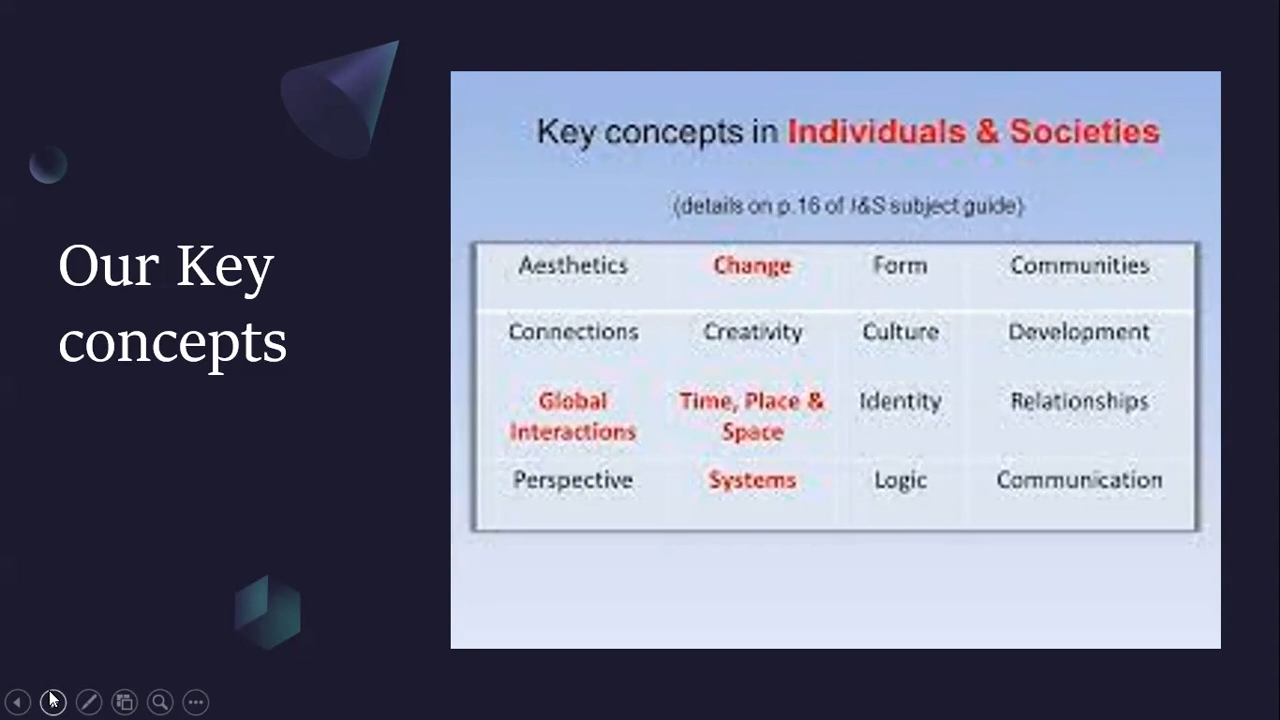 Our Key
concepts
Key concepts in Individuals & Societies
(details on p.16 of I&S subject guide)
Aesthetics Change Form Communities
Connections Creativity Culture Development
Global Interactions Time, Place & Space Identity Relationships
Perspective Systems Logic Communication